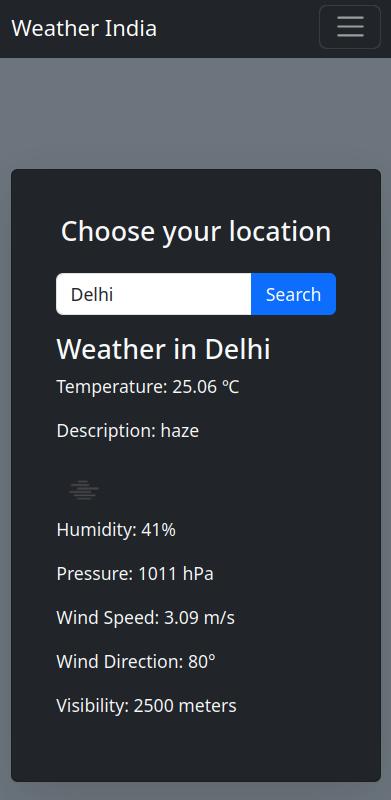 Weather India
Choose your location
Delhi
Search
Weather in Delhi
Temperature: 25.06 ºC
Description: haze
Humidity: 41%
Pressure: 1011 hPa
Wind Speed: 3.09 m/s
Wind Direction: 80°
Visibility: 2500 meters